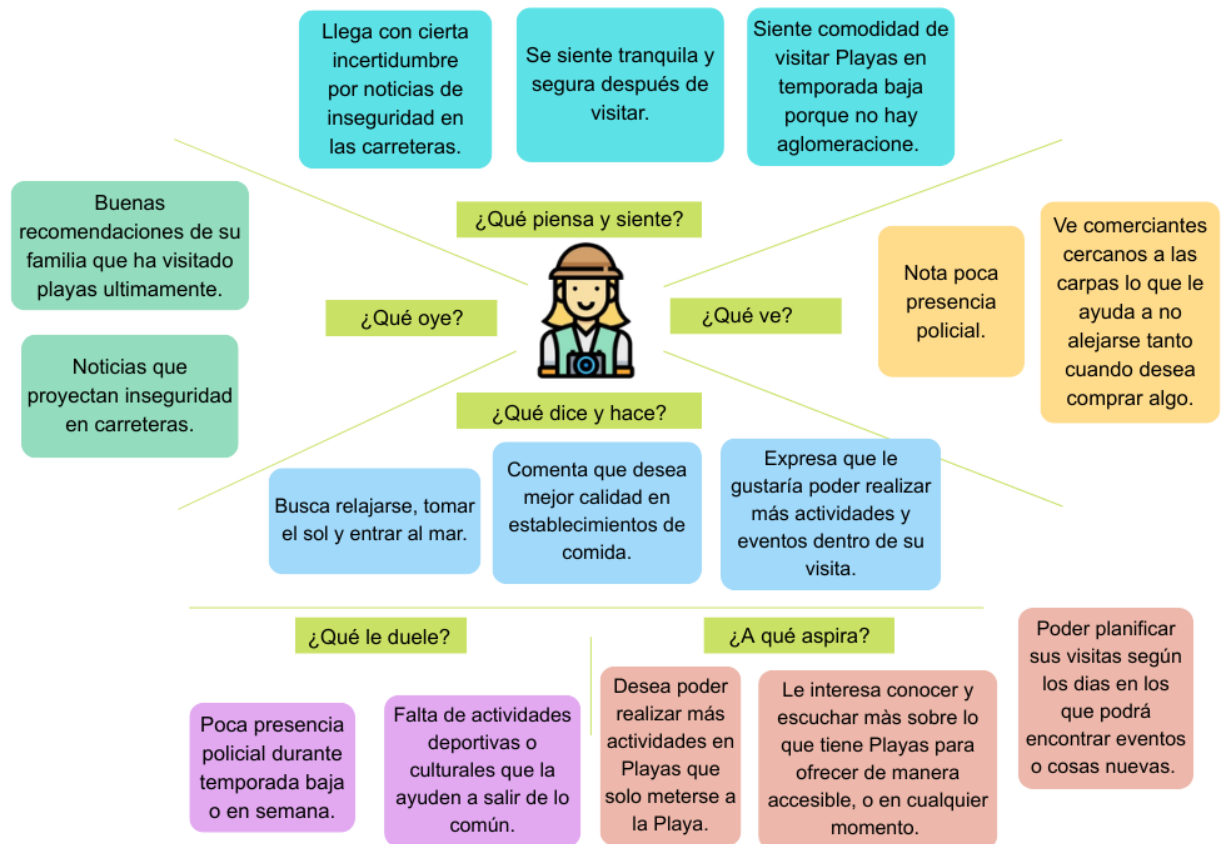 Llega con cierta
incertidumbre
por noticias de
inseguridad en
las carreteras.
Se siente tranquila y
segura después de
visitar.
Siente comodidad de
visitar Playas en
temporada baja
porque no hay
aglomeracione.
¿Qué piensa y siente?
Buenas
recomendaciones de su
familia que ha visitado
playas ultimamente.
Noticias que
proyectan inseguridad
en carreteras.
¿Qué oye?
¿Qué ve?
Nota poca
presencia
policial.
Ve comerciantes
cercanos a las
carpas lo que le
ayuda a no
alejarse tanto
cuando desea
comprar algo.
¿Qué dice y hace?
Busca relajarse, tomar
el sol y entrar al mar.
Comenta que desea
mejor calidad en
establecimientos de
comida.
Expresa que le
gustaría poder realizar
más actividades y
eventos dentro de su
visita.
¿Qué le duele?
Poca presencia
policial durante
temporada baja
o en semana.
Falta de actividades
deportivas o
culturales que la
ayuden a salir de lo
común.
¿A qué aspira?
Desea poder
realizar más
actividades en
Playas que
solo meterse a
la Playa.
Le interesa conocer y
escuchar màs sobre lo
que tiene Playas para
ofrecer de manera
accesible, o en cualquier
momento.
Poder planificar
sus visitas según
los dias en los
que podrá
encontrar eventos
o cosas nuevas.